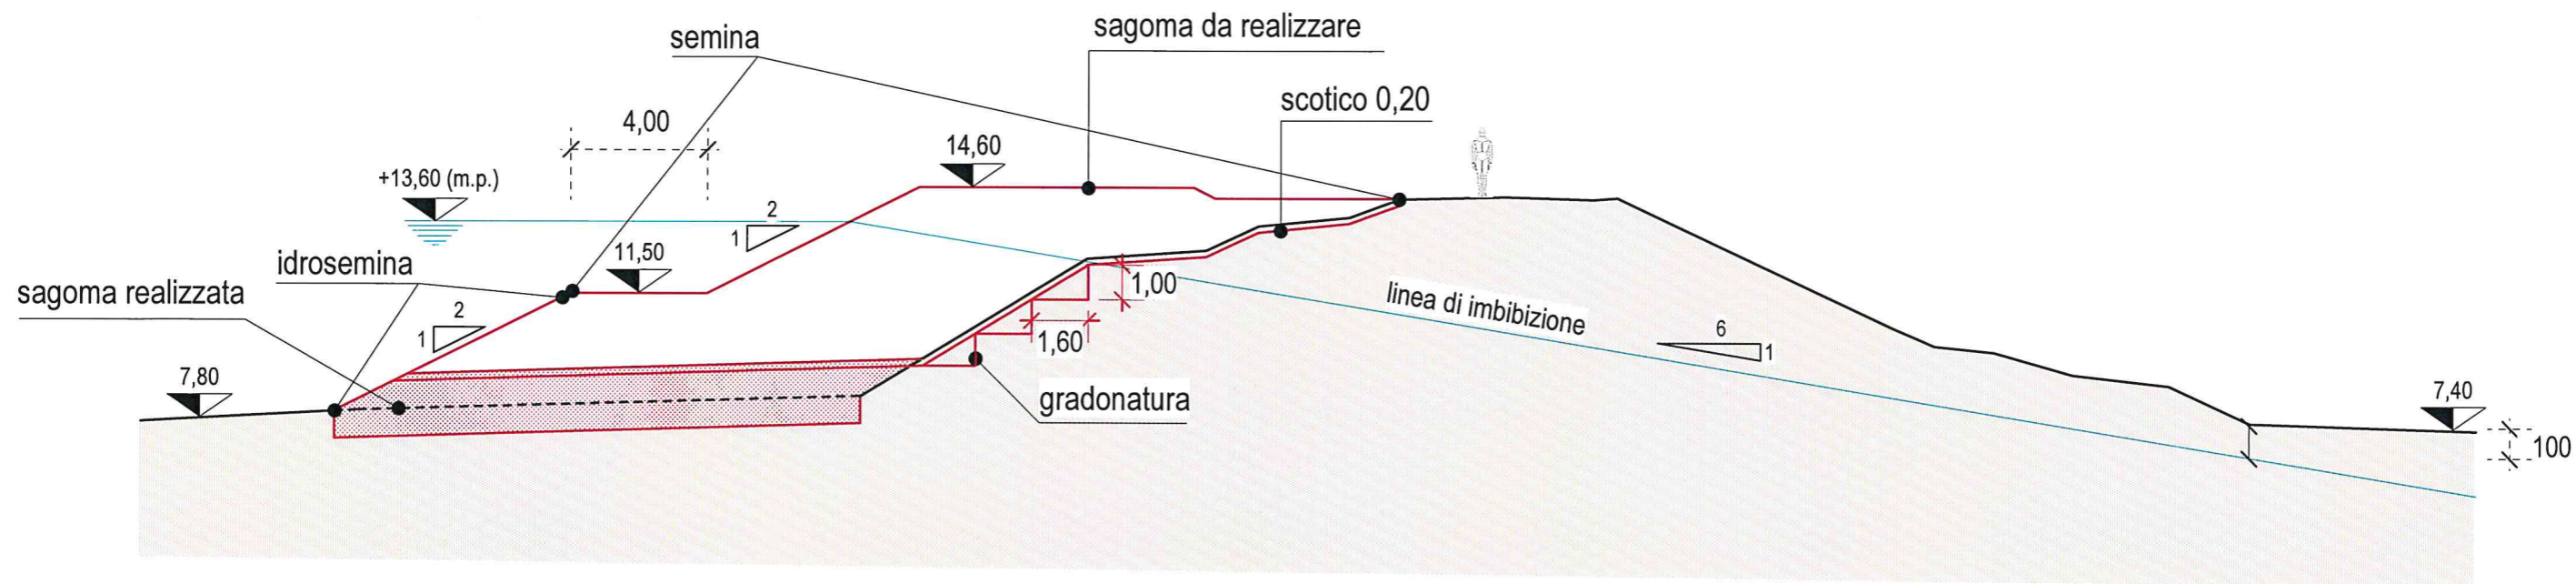 sagoma da realizzare
semina
scotico 0,20
4,00
14,60
+13,60 (m.p.)
2
1
11,50
idrosemina
sagoma realizzata
1,00
linea di imbibizione
2
1
6
1
1,60
7,80
gradonatura
7,40
100